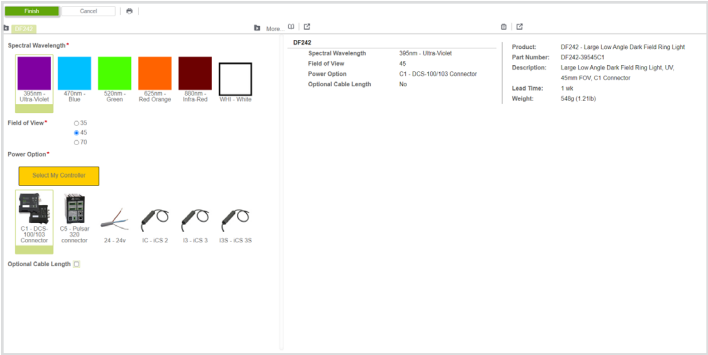 Finish
Cancel
DF242
More...
Spectral Wavelength*
395nm -
Ultra-Violet
470nm -
Blue
520nm -
Green
625nm -
Red Orange
880nm -
Infra-Red
WHI - White
Field of View*
35
45
70
Power Option*
Select My Controller
C1 - DCS-
100/103
Connector
C5 - Pulsar
320
connector
24 - 24v
IC - iCS 2
I3 - iCS 3
I3S - iCS 3S
Optional Cable Length
DF242
Spectral Wavelength 395nm - Ultra-Violet
Field of View 45
Power Option C1 - DCS-100/103 Connector
Optional Cable Length No
Product: DF242 - Large Low Angle Dark Field Ring Light
Part Number: DF242-39545C1
Description: Large Low Angle Dark Field Ring Light, UV,
45mm FOV, C1 Connector
Lead Time: 1 wk
Weight: 548g (1.21lb)